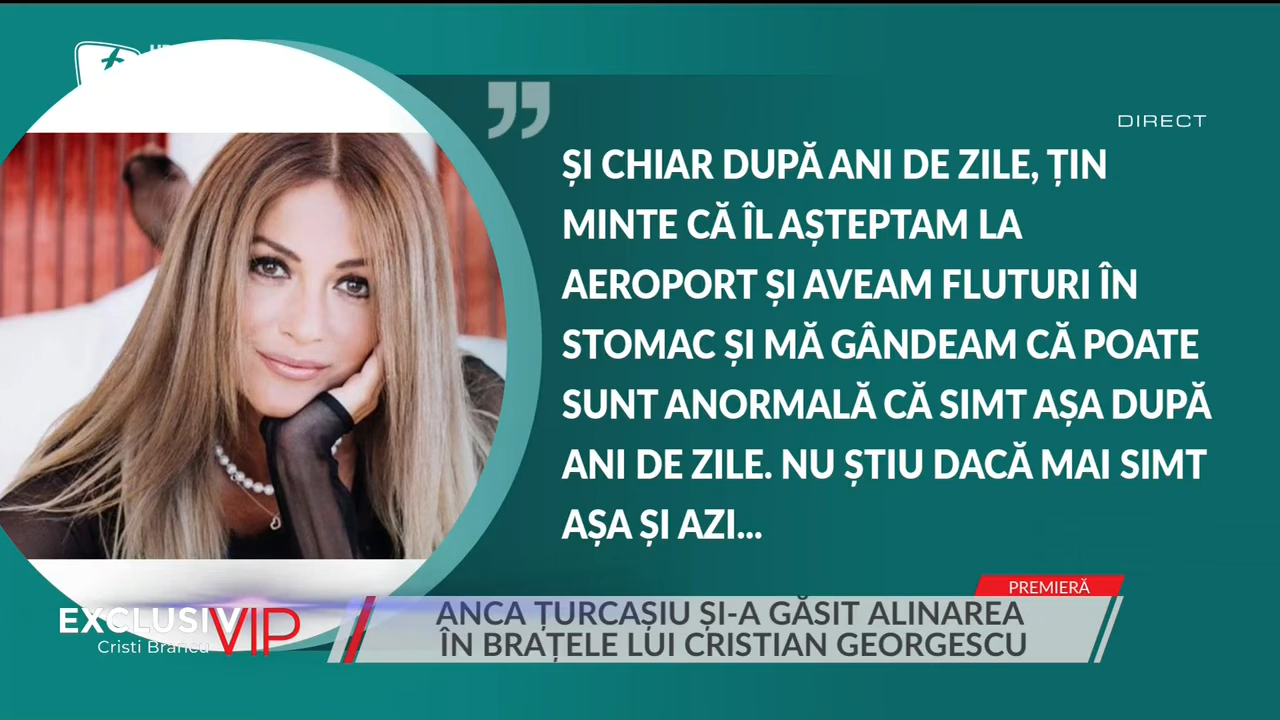 DIRECT
ȘI CHIAR DUPĂ ANI DE ZILE, ȚIN
MINTE CĂ ÎL AȘTEPTAM LA
AEROPORT ȘI AVEAM FLUTURI ÎN
STOMAC ȘI MĂ GÂNDEAM CĂ POATE
SUNT ANORMALĂ CĂ SIMT AȘA DUPĂ
ANI DE ZILE. NU ȘTIU DACĂ MAI SIMT
AȘA ȘI AZI...
PREMIERĂ
EXCLUSIV VIP
Cristi Brancu
ANCA ȚURCAȘIU ȘI-A GĂSIT ALINAREA
ÎN BRAȚELE LUI CRISTIAN GEORGESCU